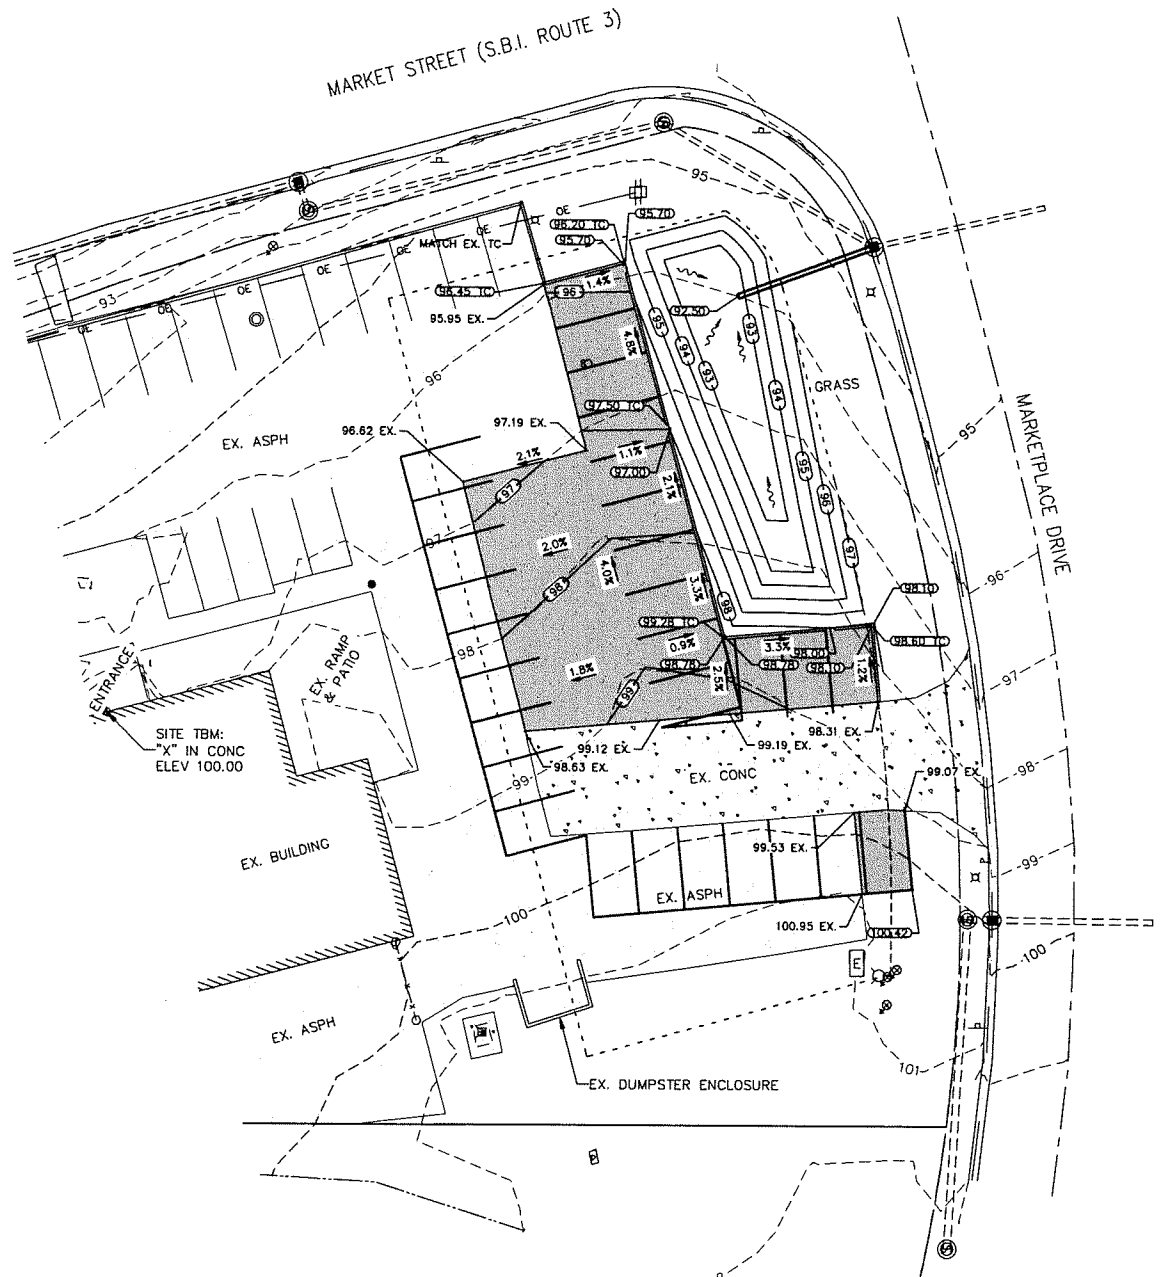 MARKET STREET (S.B.I. ROUTE 3)
95
OE
96.20 TC
95.70
95.70
OE
MATCH EX. TC
OE
OE
OE
OE
OE
OE
93
96.45 TC
96
1.4%
95.95 EX.
92.50
95
94
93
93
4.8%
94
GRASS
96
97.50 TC
96.62 EX.
97.19 EX.
EX. ASPH
2.1%
1.1%
97.00
95
96
MARKETPLACE DRIVE
95
97
2.1%
97
2.0%
98
4.0%
3.3%
97
96
98
98.10
99.28 TC
98
0.9%
3.3%
98.00
98.60 TC
98.78
98.78
98.10
1.2%
2.5%
1.8%
99
97
ENTRANCE
EX. RAMP
& PATIO
SITE TBM:
"X" IN CONC
ELEV 100.00
99.12 EX.
99.19 EX.
98.31 EX.
98.63 EX.
99
EX. CONC
99.07 EX.
98
EX. BUILDING
99.53 EX.
99
EX. ASPH
100
100.95 EX.
100.42
100
E
EX. ASPH
101
EX. DUMPSTER ENCLOSURE
S